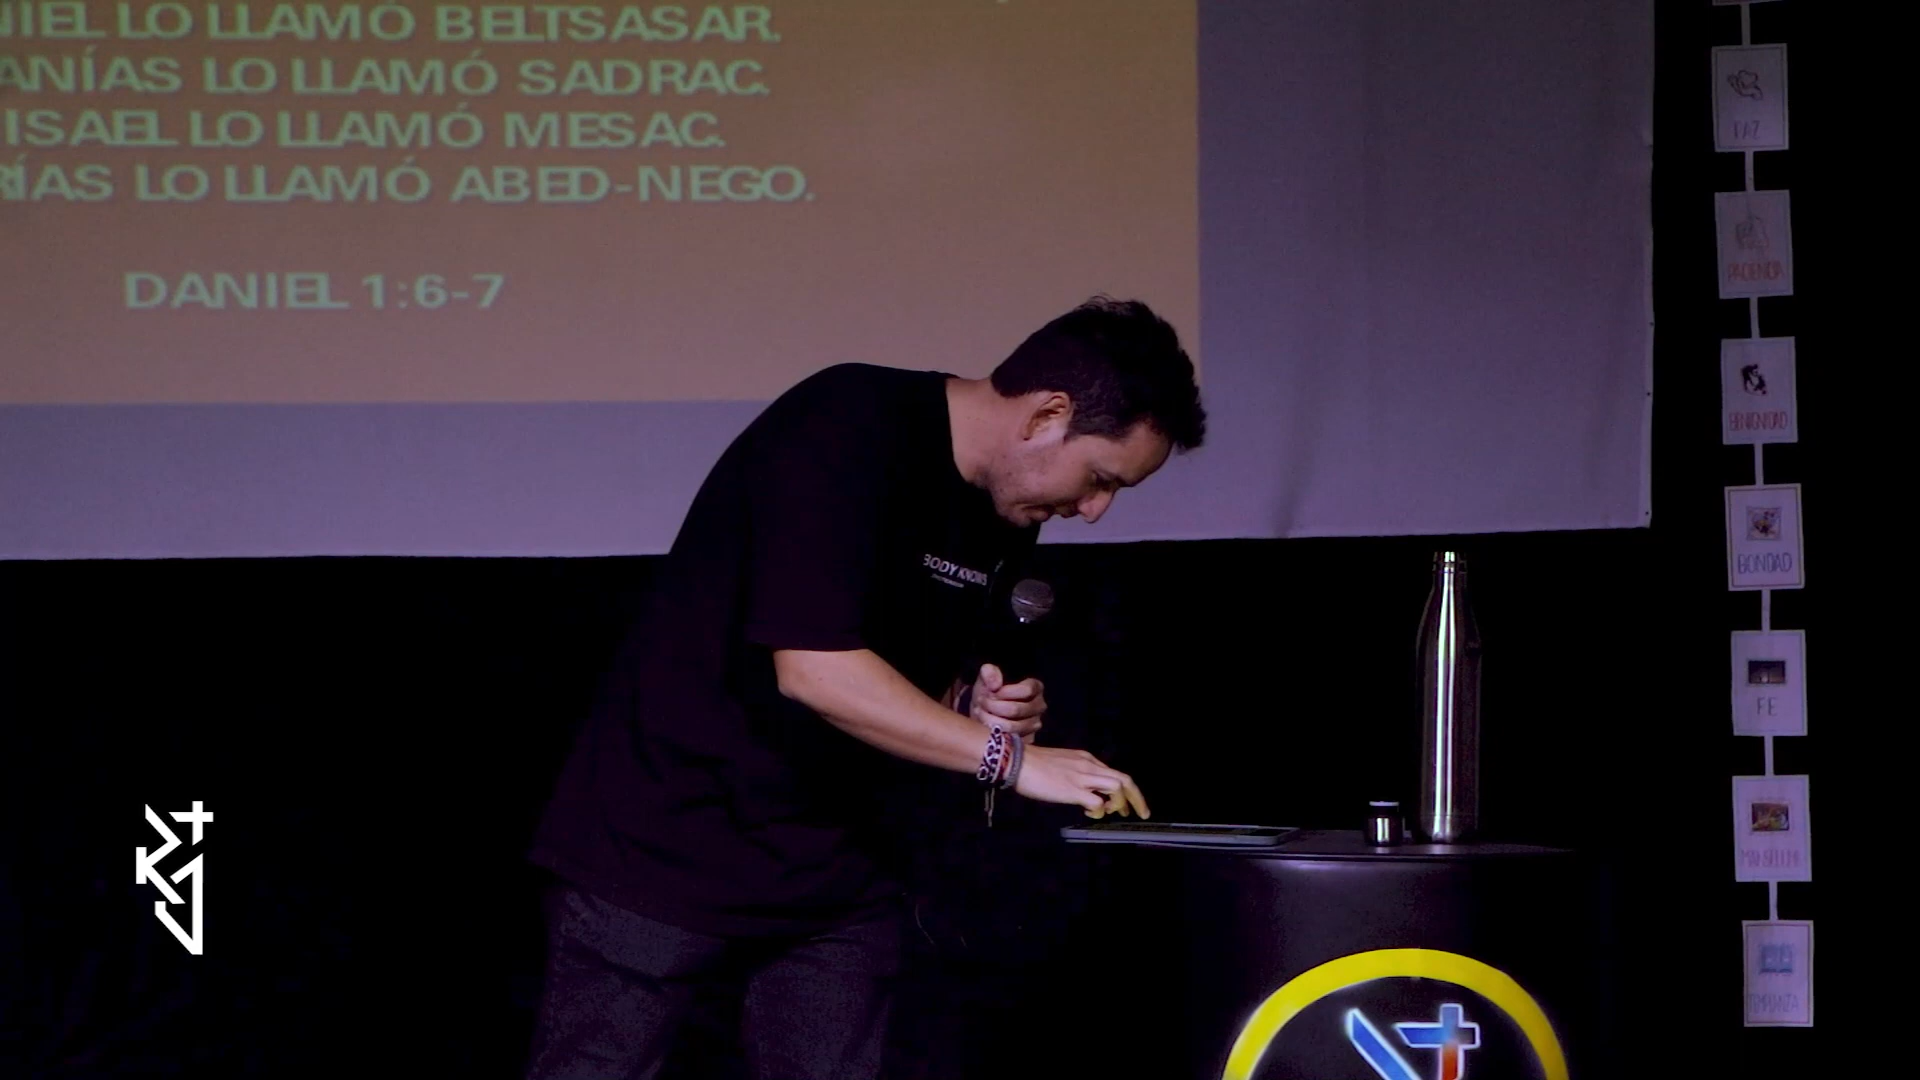 NIEL LO LLAMÓ BELTSASAR.
ANÍAS LO LLAMÓ SADRAC.
ISAEL LO LLAMÓ MESAC.
RÍAS LO LLAMÓ ABED-NEGO.
DANIEL 1:6-7
BODY KNOWS
PAZ
PACIENCIA
BENIGNIDAD
BONDAD
FE
MANSEDUMBRE
TEMPLANZA